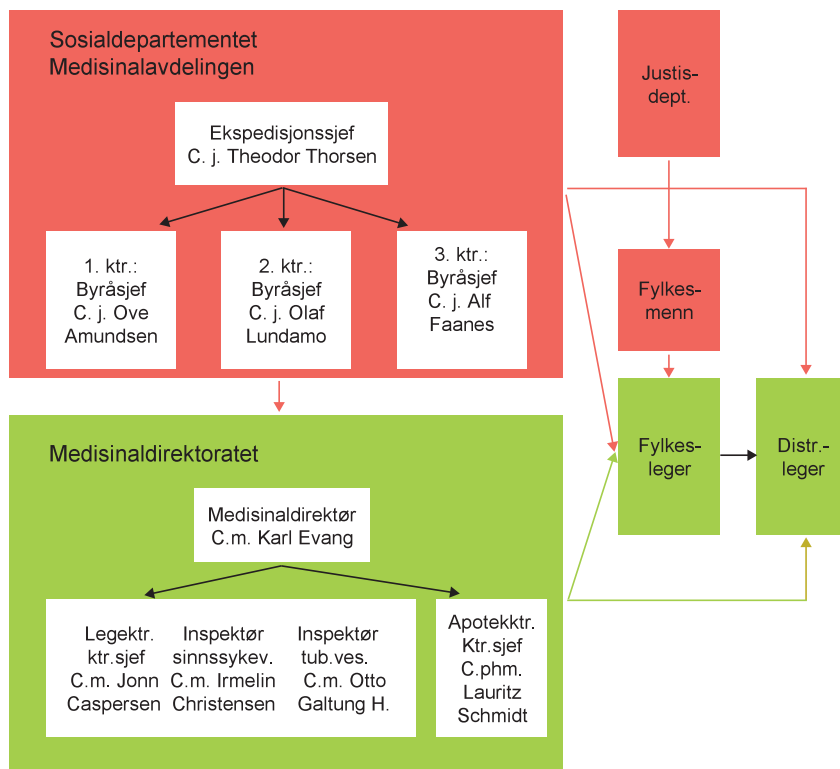 Sosialdepartementet
Medisinalavdelingen
Ekspedisjonssjef
C. j. Theodor Thorsen
1. ktr.:
Byråsjef
C. j. Ove
Amundsen
2. ktr.:
Byråsjef
C. j. Olaf
Lundamo
3. ktr.:
Byråsjef
C. j. Alf
Faanes
Justis-
dept.
Fylkes-
menn
Fylkes-
leger
Distr.-
leger
Medisinaldirektoratet
Medisinaldirektør
C.m. Karl Evang
Legektr.
ktr.sjef
C.m. Jonn
Caspersen
Inspektør
sinnssykev.
C.m. Irmelin
Christensen
Inspektør
tub.ves.
C.m. Otto
Galtung H.
Apotekktr.
Ktr.sjef
C.phm.
Lauritz
Schmidt